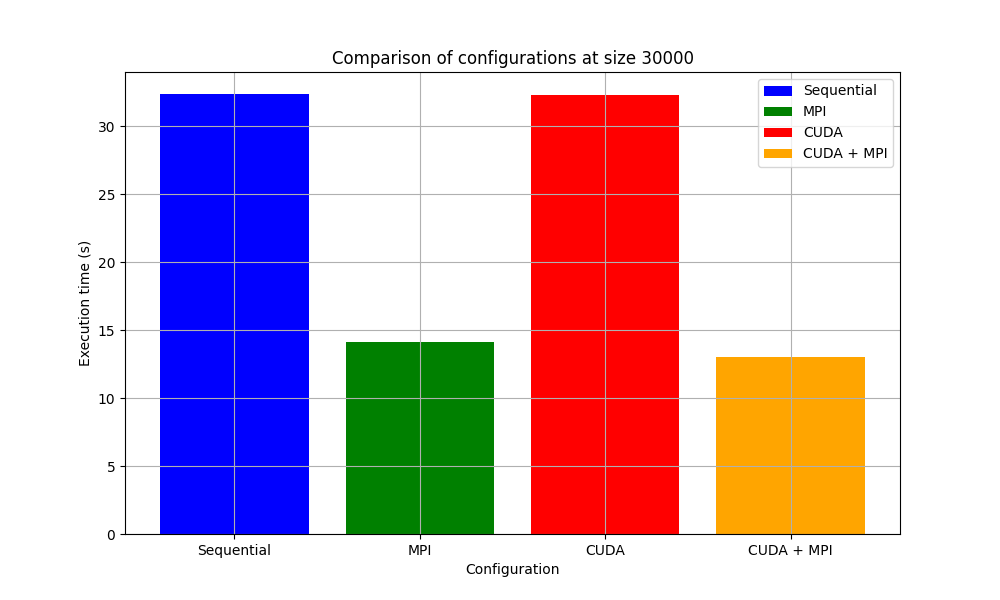 Comparison of configurations at size 30000
Sequential
MPI
CUDA
CUDA + MPI
Execution time (s)
30
25
20
15
10
5
0
Sequential MPI CUDA CUDA + MPI
Configuration